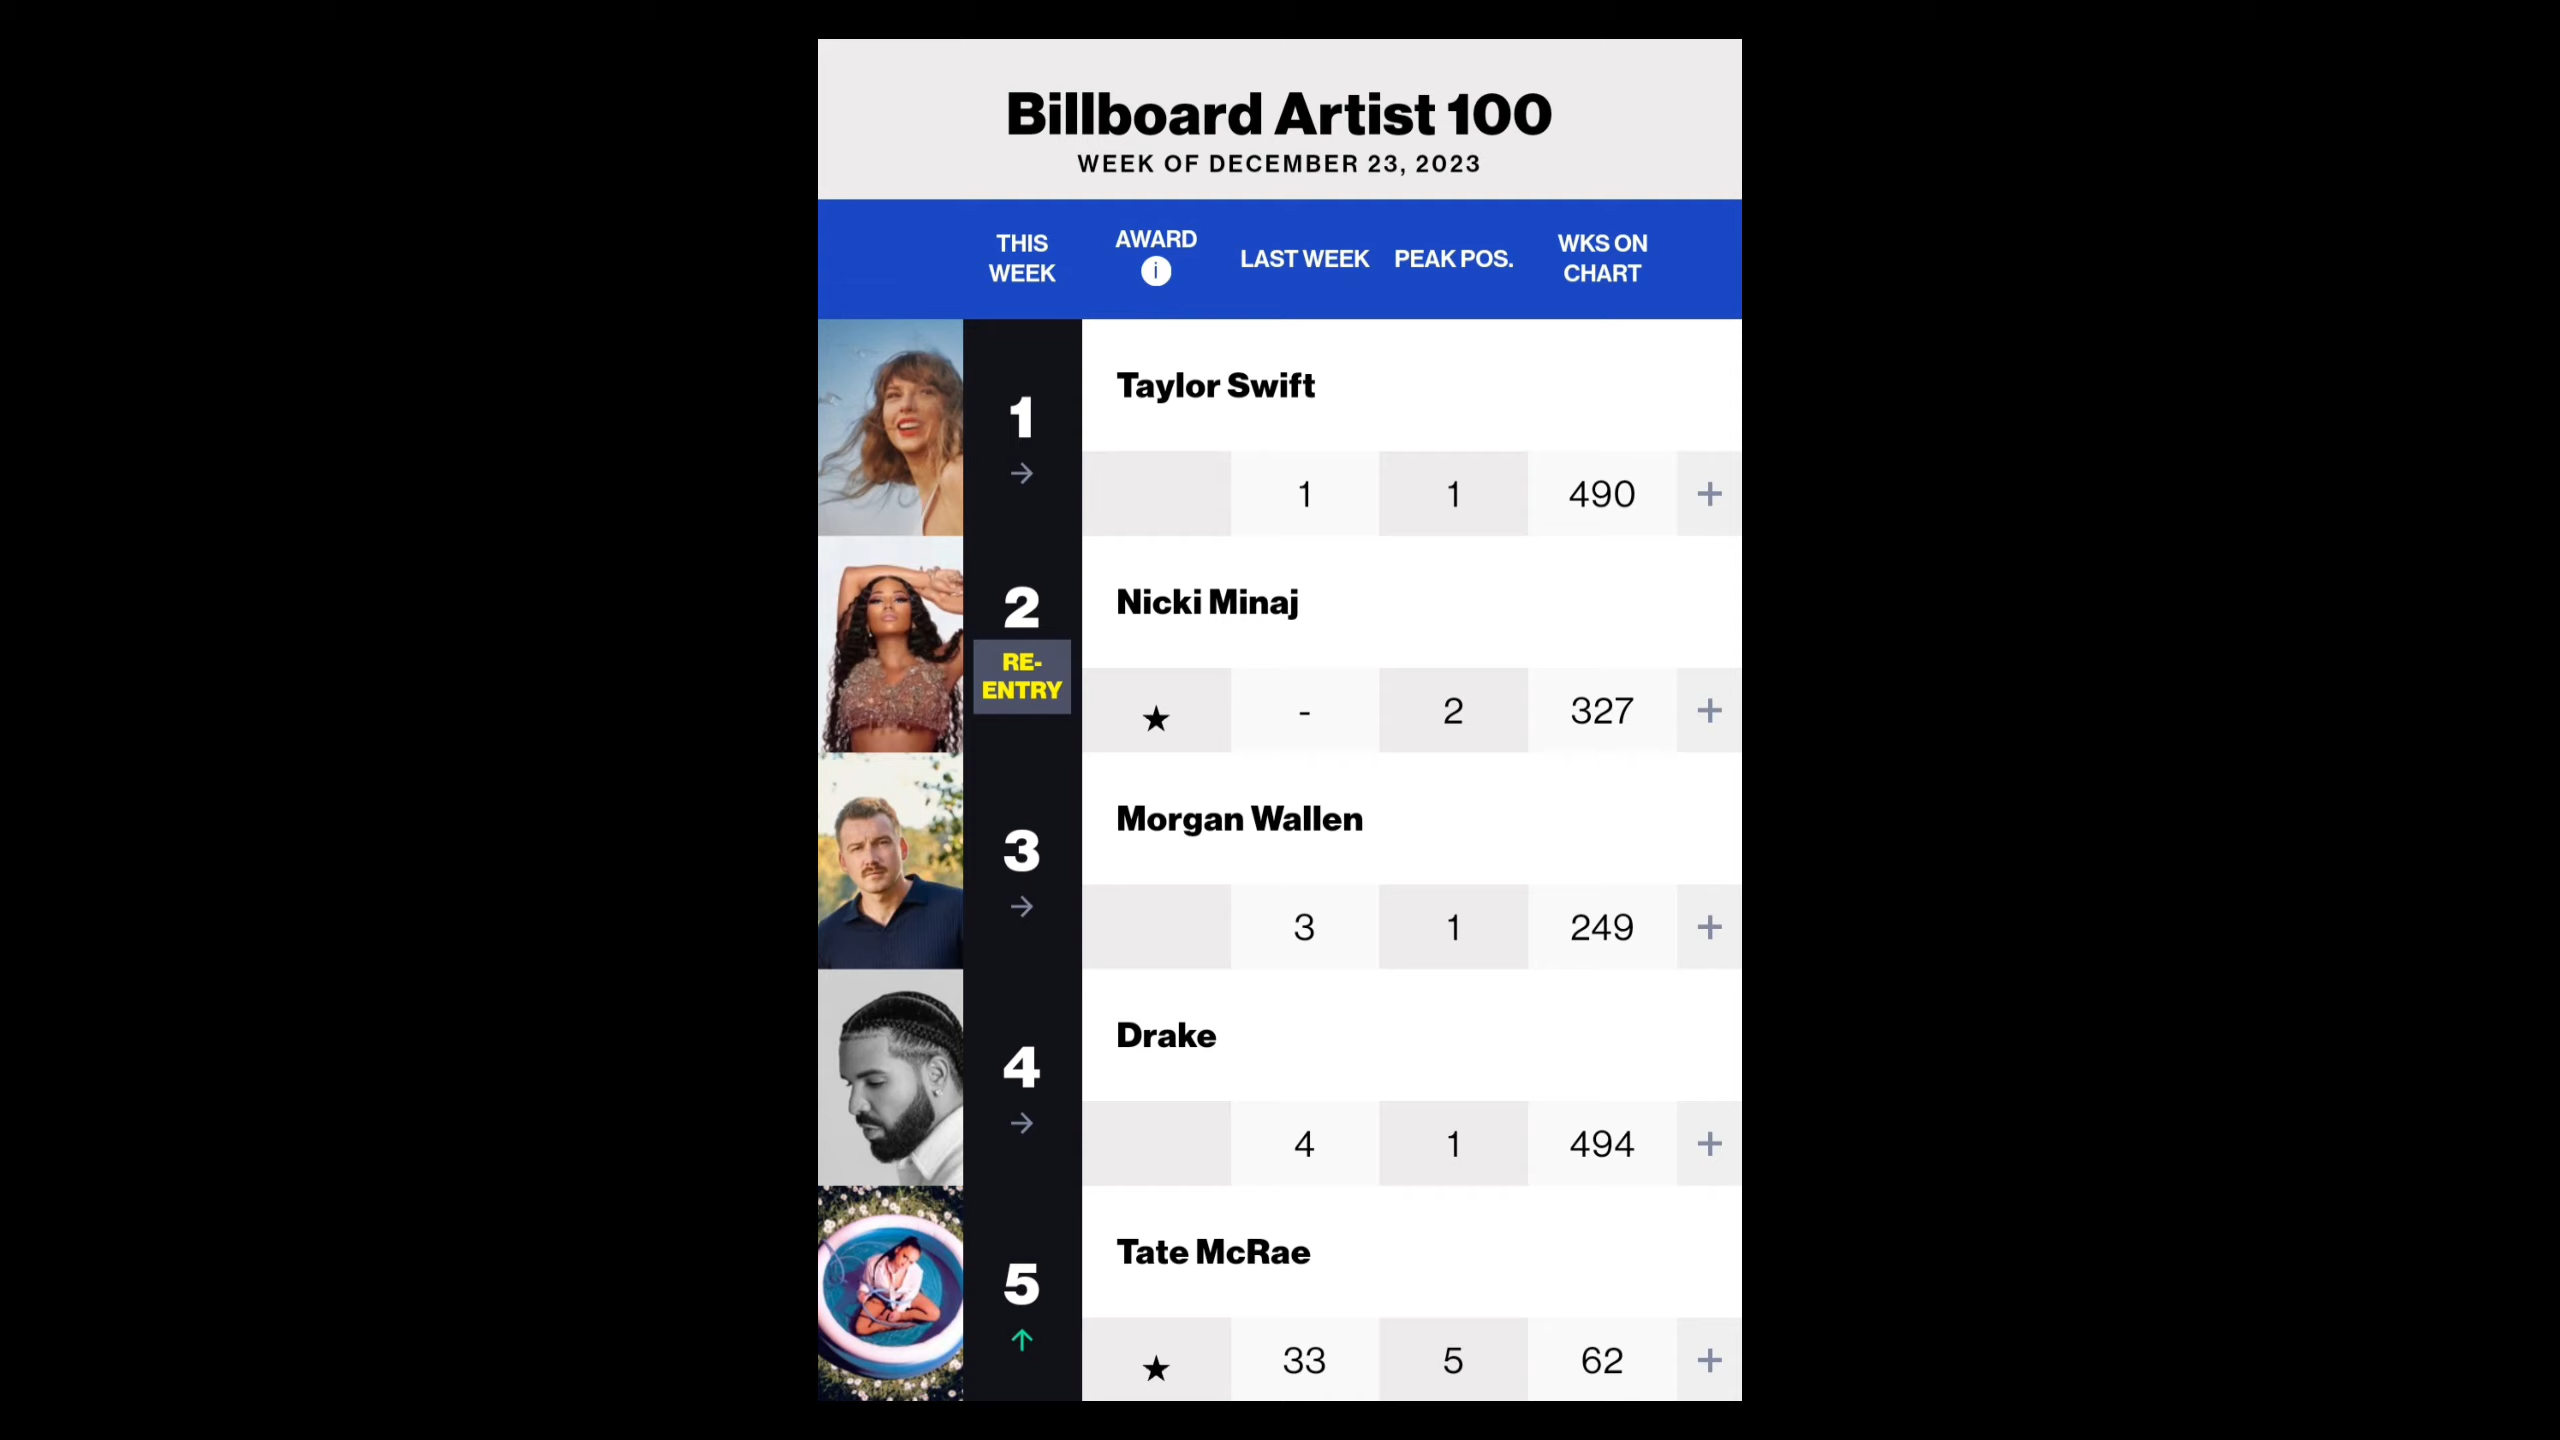 Billboard Artist 100
WEEK OF DECEMBER 23, 2023
THIS WEEK
AWARD
i
LAST WEEK
PEAK POS.
WKS ON CHART
1
Taylor Swift
1 1 490 +
2
RE-
ENTRY
Nicki Minaj
★ - 2 327 +
3
Morgan Wallen
3 1 249 +
4
Drake
4 1 494 +
5
Tate McRae
★ 33 5 62 +